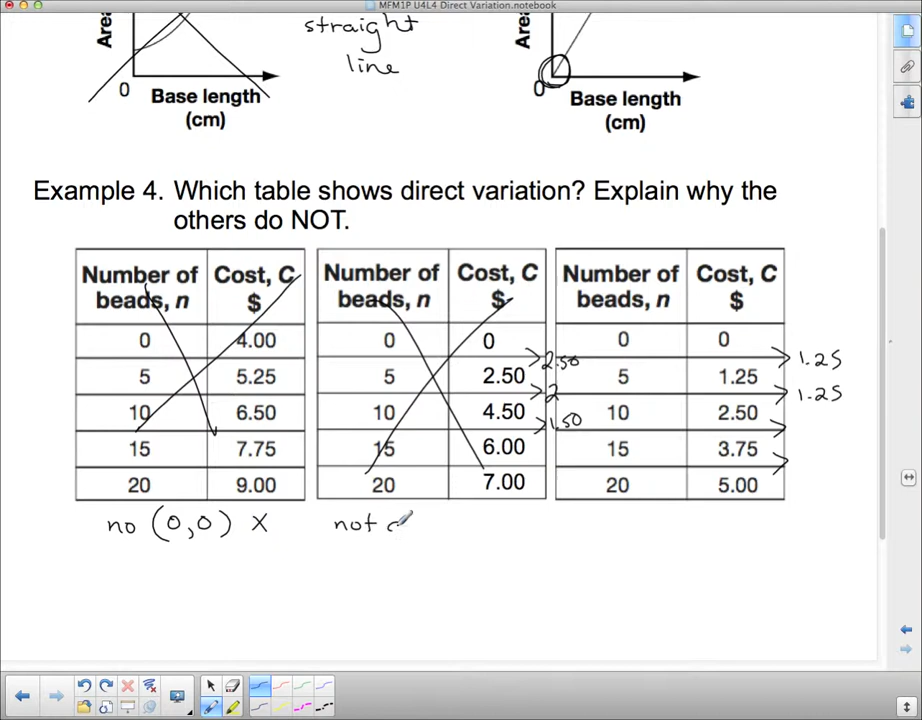 MFM1P U4L4 Direct Variation.notebook
Area
straight
line
0
Base length
(cm)
Area
0
Base length
(cm)
Example 4. Which table shows direct variation? Explain why the
others do NOT.
Number of beads, n Cost, C $
0 4.00
5 5.25
10 6.50
15 7.75
20 9.00
no (0,0) X
Number of beads, n Cost, C $
0 0
5 2.50
10 4.50
15 6.00
20 7.00
2.50
2
1.50
not c
Number of beads, n Cost, C $
0 0
5 1.25
10 2.50
15 3.75
20 5.00
1.25
1.25